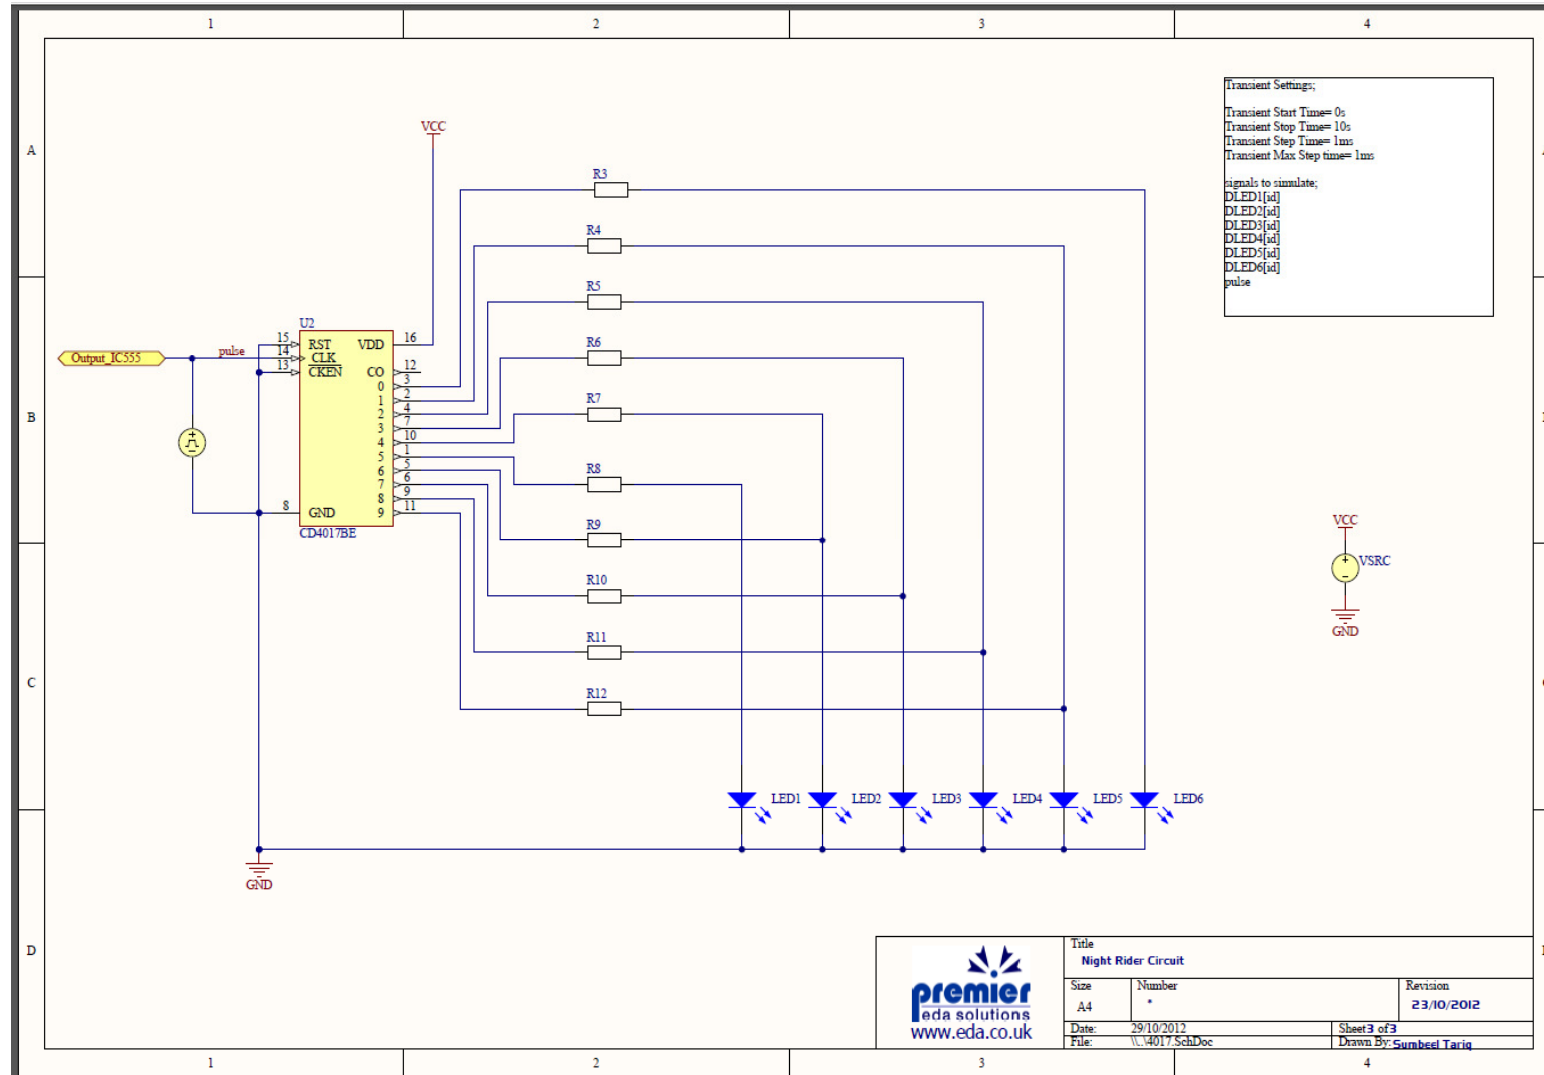 1 2 3 4
A
B
C
D
Transient Settings;
Transient Start Time= 0s
Transient Stop Time= 10s
Transient Step Time= 1ms
Transient Max Step time= 1ms
signals to simulate;
DLED1[id]
DLED2[id]
DLED3[id]
DLED4[id]
DLED5[id]
DLED6[id]
pulse
VCC
R3
R4
R5
R6
R7
R8
R9
R10
R11
R12
Output_IC555
pulse
U2
15 RST VDD 16
14 CLK
13 CKEN CO 12
0 3
1 2
2 4
3 7
4 10
5 1
6 5
7 6
8 9
8 GND 9 11
CD4017BE
VCC
VSRC
GND
LED1 LED2 LED3 LED4 LED5 LED6
GND
premier
eda solutions
www.eda.co.uk
Title
Night Rider Circuit
Size Number Revision
A4 * 23/10/2012
Date: 29/10/2012 Sheet3 of3
File: \\..\4017.SchDoc Drawn By: Sumbeel Tariq
1 2 3 4